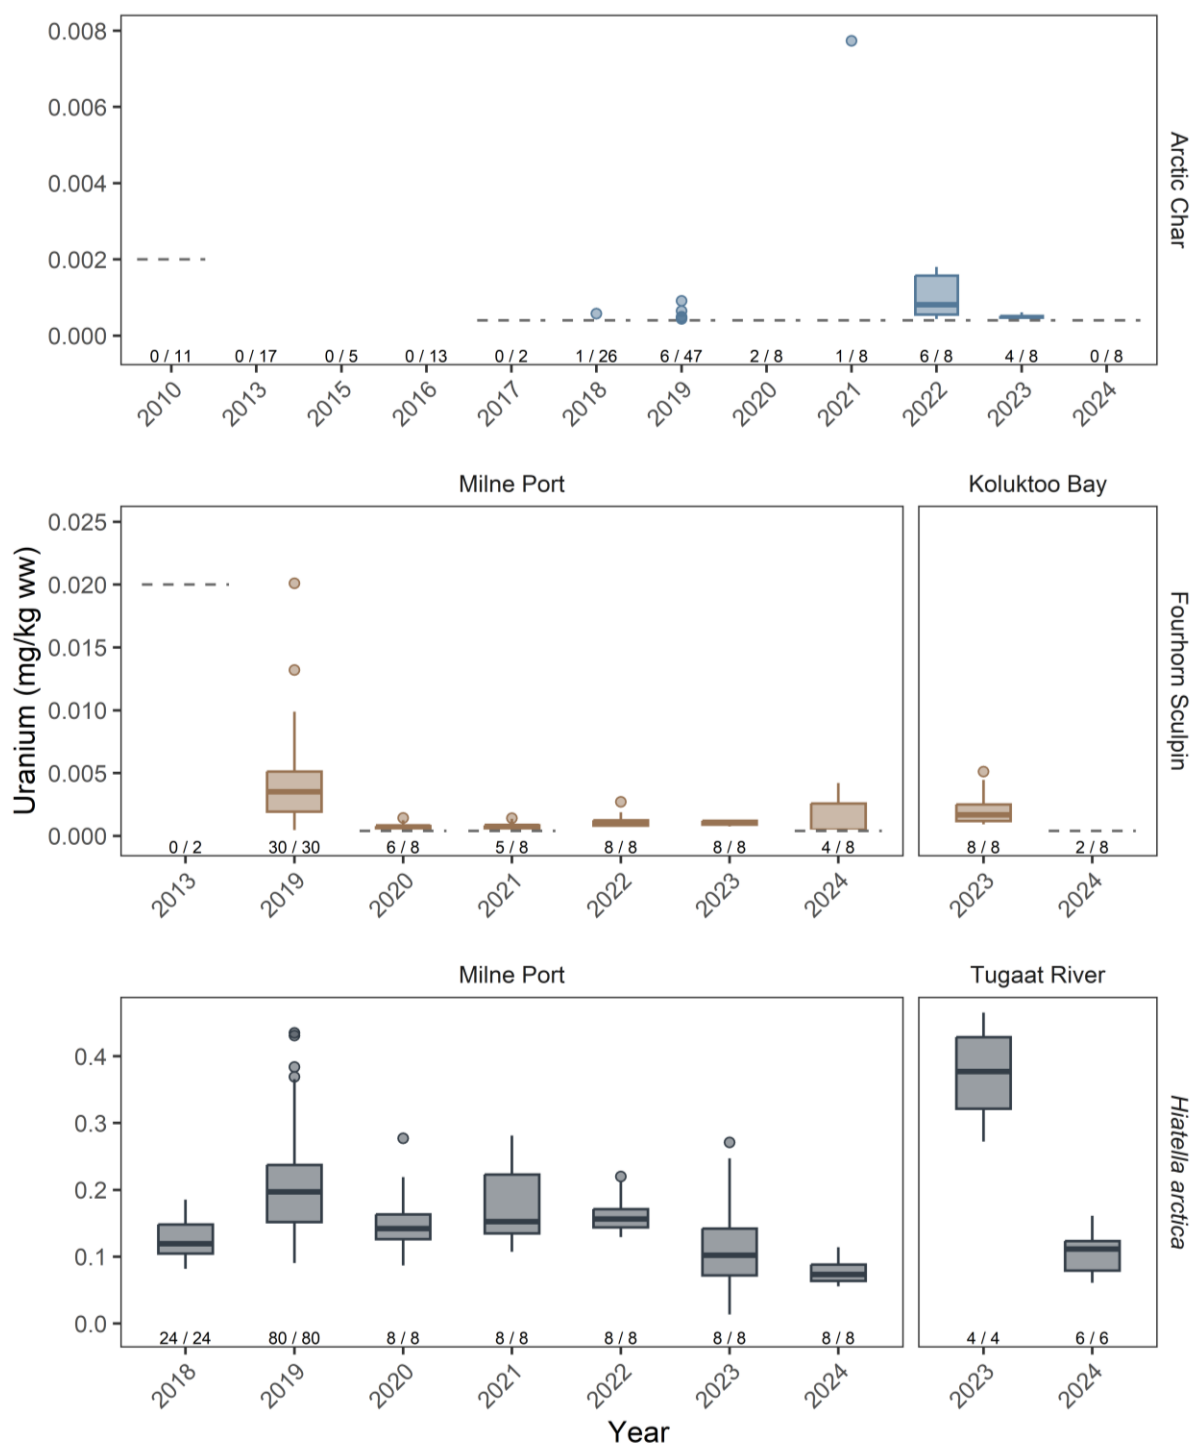 0.008
0.006
0.004
0.002
0.000
Arctic Char
0 / 11 0 / 17 0 / 5 0 / 13 0 / 2 1 / 26 6 / 47 2 / 8 1 / 8 6 / 8 4 / 8 0 / 8
2010 2013 2015 2016 2017 2018 2019 2020 2021 2022 2023 2024
Milne Port Koluktoo Bay
Uranium (mg/kg ww)
0.025
0.020
0.015
0.010
0.005
0.000
Fourhorn Sculpin
0 / 2 30 / 30 6 / 8 5 / 8 8 / 8 8 / 8 4 / 8 8 / 8 2 / 8
2013 2019 2020 2021 2022 2023 2024 2023 2024
Milne Port Tugaat River
0.4
0.3
0.2
0.1
0.0
Hiatella arctica
24 / 24 80 / 80 8 / 8 8 / 8 8 / 8 8 / 8 8 / 8 4 / 4 6 / 6
2018 2019 2020 2021 2022 2023 2024 2023 2024
Year